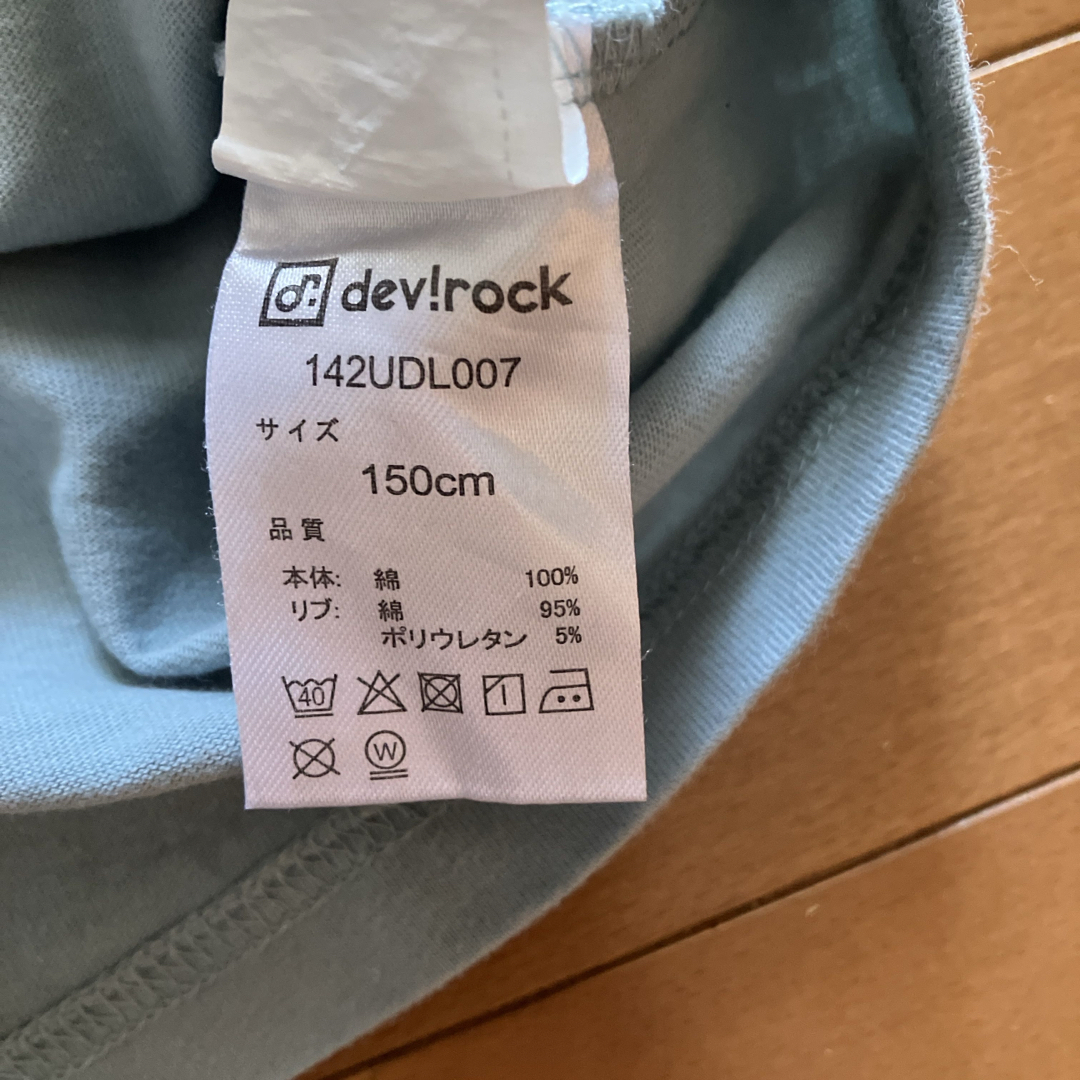 dev!rock
142UDL007
サイズ
150cm
品質
本体: 綿 100%
リブ: 綿 95%
ポリウレタン 5%
40
W